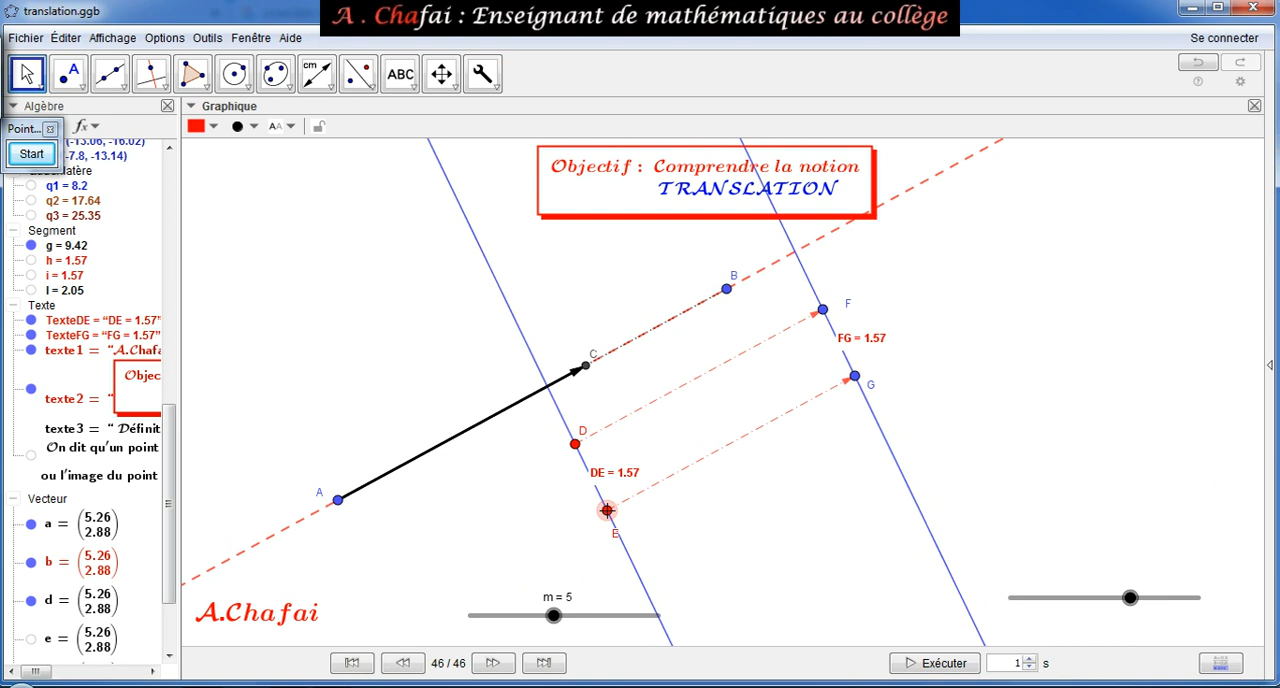 translation.ggb
A . Chafai : Enseignant de mathématiques au collège
Fichier Éditer Affichage Options Outils Fenêtre Aide
Se connecter
A
cm
ABC
Algèbre
Graphique
Point...
fx
AA
Start
(-13.06, -16.02)
-7.8, -13.14)
q1 = 8.2
q2 = 17.64
q3 = 25.35
Segment
g = 9.42
h = 1.57
i = 1.57
l = 2.05
Texte
TexteDE = “DE = 1.57”
TexteFG = “FG = 1.57”
texte1 = “A.Chafa
Objec
texte2 = “
texte3 = “ Définit
On dit qu'un point
ou l'image du point
Vecteur
a = (5.26
2.88)
b = (5.26
2.88)
d = (5.26
2.88)
e = (5.26
2.88)
Objectif : Comprendre la notion
TRANSLATION
B
F
FG = 1.57
C
G
D
DE = 1.57
A
E
m = 5
A.Chafai
46 / 46
Exécuter
1 s